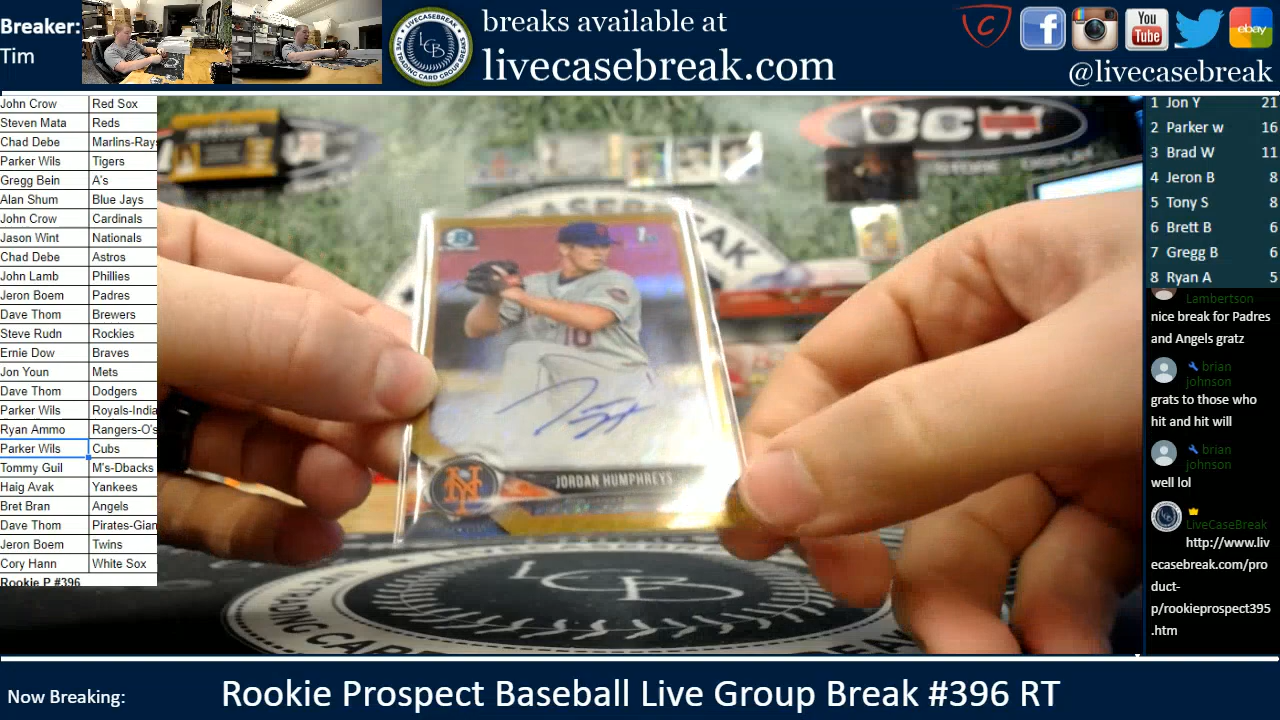 Breaker:
Tim
breaks available at
livecasebreak.com
You
Tube
ebay
@livecasebreak
John Crow Red Sox
Steven Mata Reds
Chad Debe Marlins-Rays
Parker Wils Tigers
Gregg Bein A's
Alan Shum Blue Jays
John Crow Cardinals
Jason Wint Nationals
Chad Debe Astros
John Lamb Phillies
Jeron Boem Padres
Dave Thom Brewers
Steve Rudn Rockies
Ernie Dow Braves
Jon Youn Mets
Dave Thom Dodgers
Parker Wils Royals-India
Ryan Ammo Rangers-O's
Parker Wils Cubs
Tommy Guil M's-Dbacks
Haig Avak Yankees
Bret Bran Angels
Dave Thom Pirates-Gian
Jeron Boem Twins
Cory Hann White Sox
Rookie P #396
BCW
JORDAN HUMPHREYS
LCB
1 Jon Y 21
2 Parker w 16
3 Brad W 11
4 Jeron B 8
5 Tony S 8
6 Brett B 6
7 Gregg B 6
8 Ryan A 5
Lambertson
nice break for Padres
and Angels gratz
brian
johnson
grats to those who
hit and hit will
brian
johnson
well lol
LiveCaseBreak
http://www.liv
ecasebreak.com/pro
duct-
p/rookieprospect395
.htm
Now Breaking:
Rookie Prospect Baseball Live Group Break #396 RT